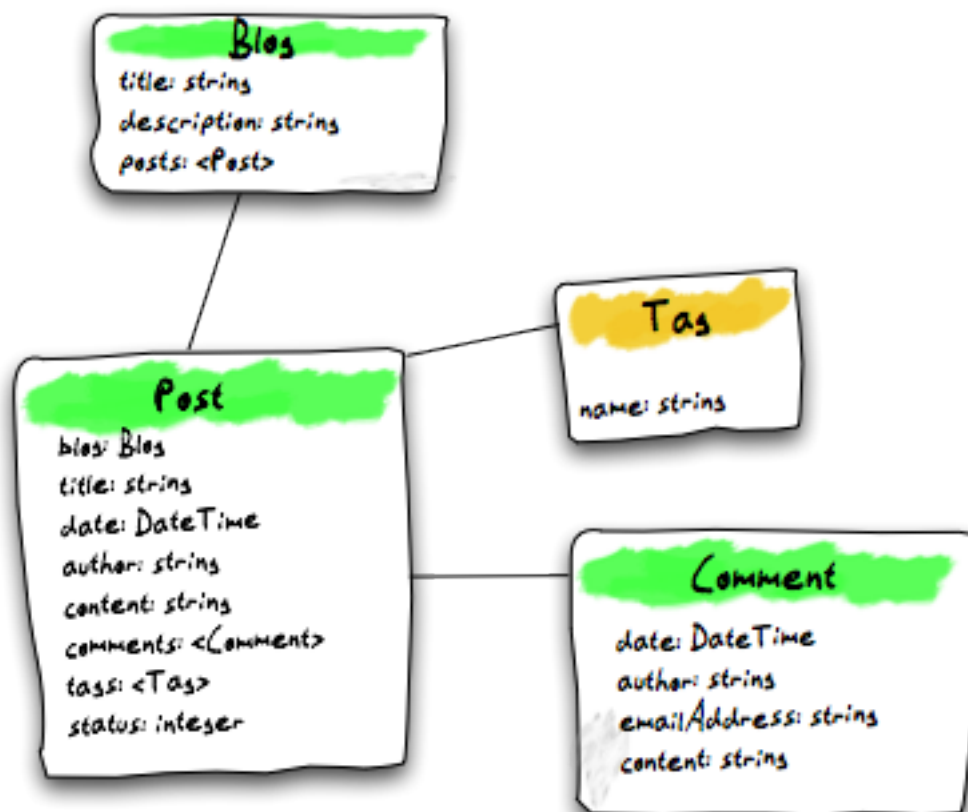 Blog
title: string
description: string
posts: <Post>
Tag
name: string
Post
blog: Blog
title: string
date: DateTime
author: string
content: string
comments: <Comment>
tags: <Tag>
status: integer
Comment
date: DateTime
author: string
emailAddress: string
content: string